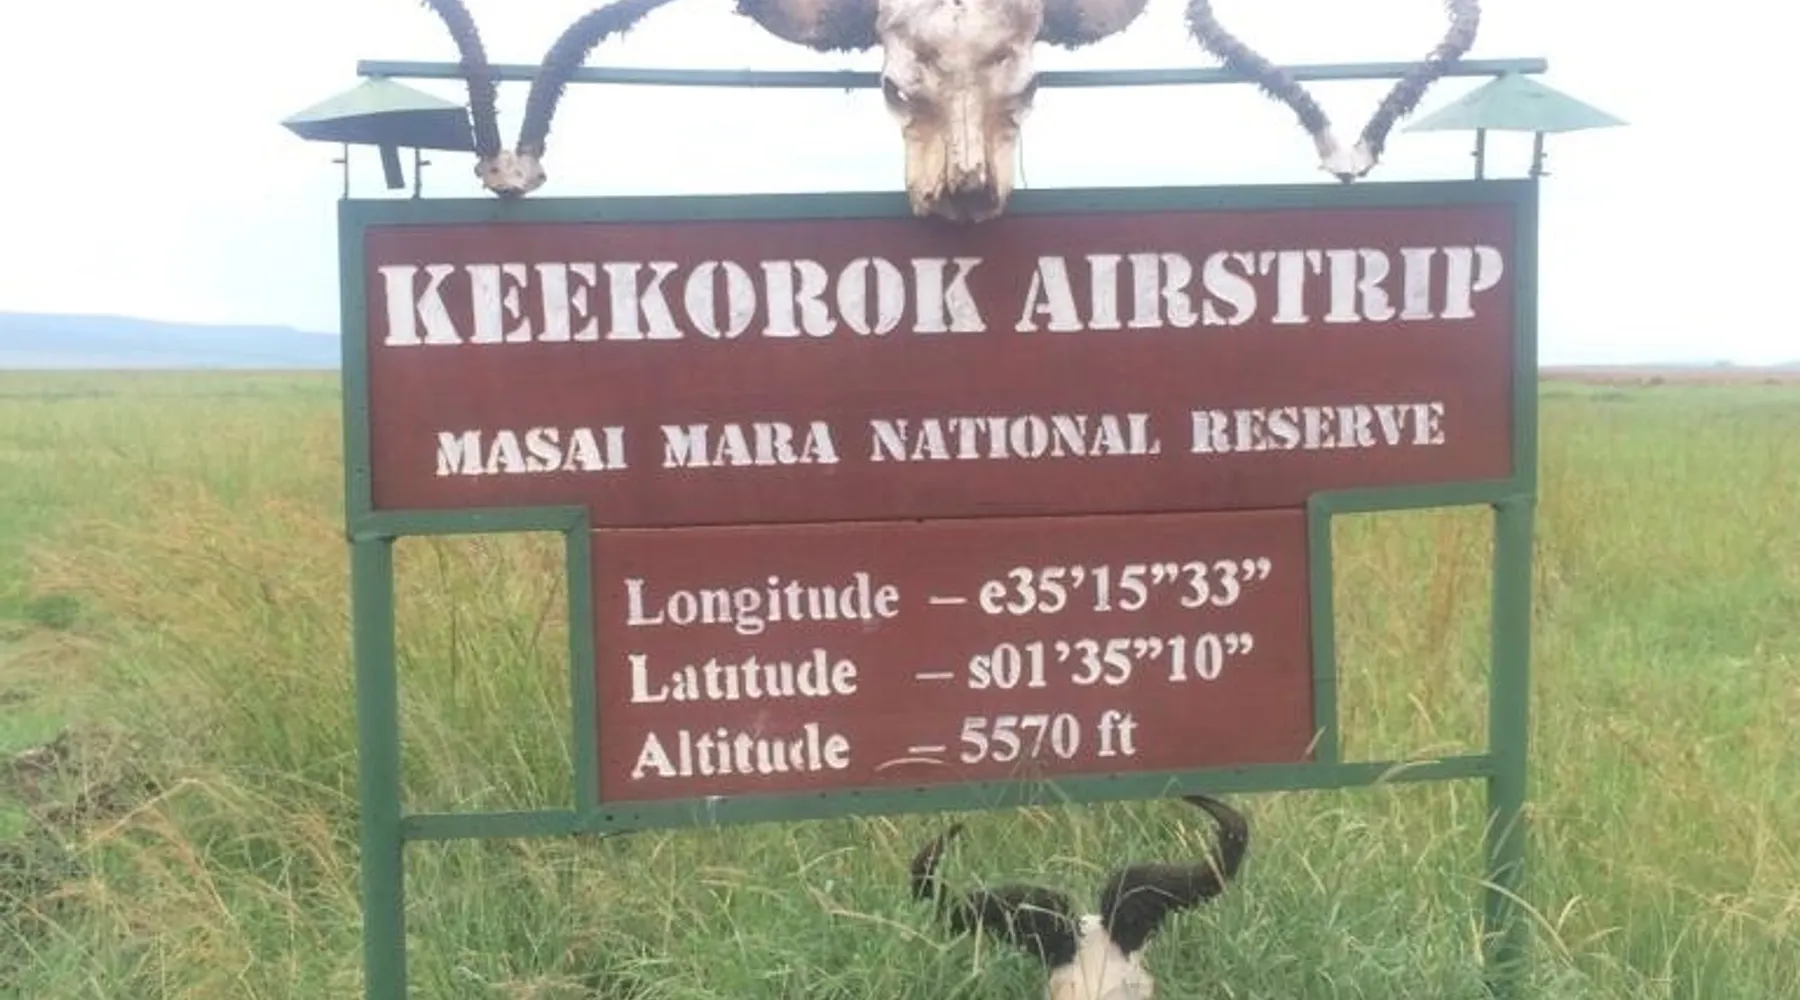 KEEKOROK AIRSTRIP
MASAI MARA NATIONAL RESERVE
Longitude – e35’15”33”
Latitude – s01’35”10”
Altitude – 5570 ft